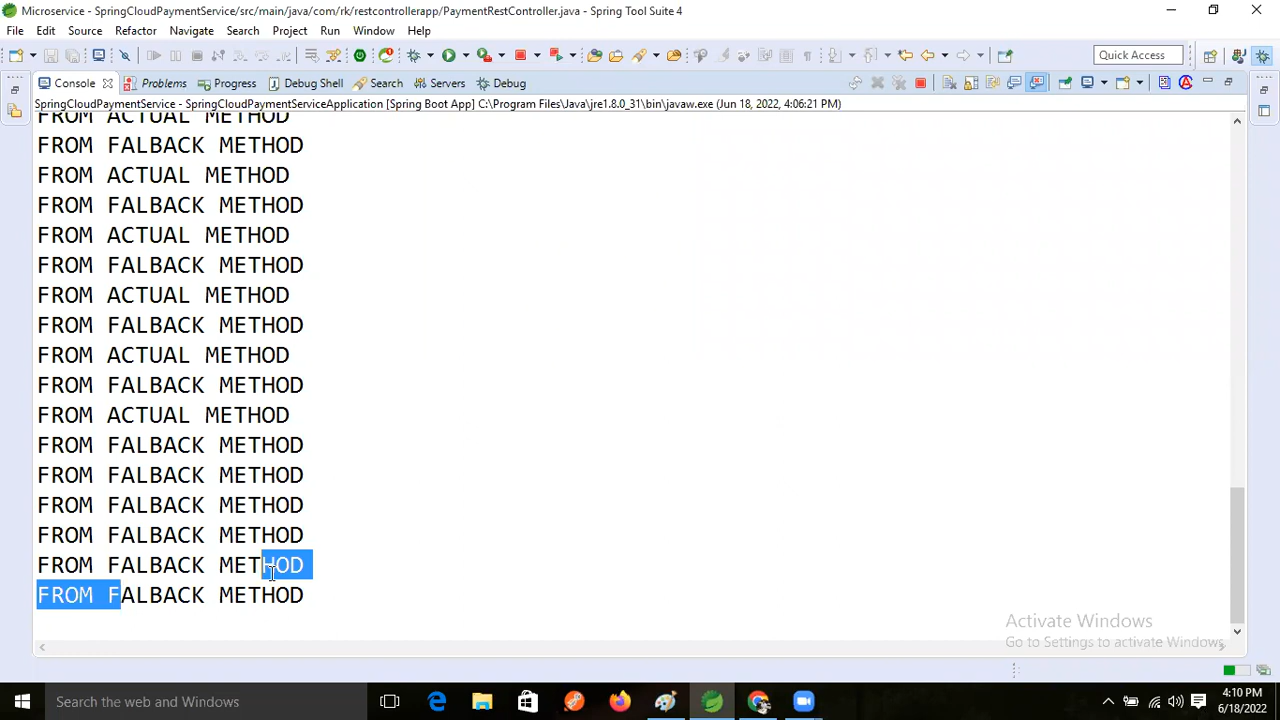 Microservice - SpringCloudPaymentService/src/main/java/com/rk/restcontrollerapp/PaymentRestController.java - Spring Tool Suite 4
File Edit Source Refactor Navigate Search Project Run Window Help
Quick Access
Console Problems Progress Debug Shell Search Servers Debug
SpringCloudPaymentService - SpringCloudPaymentServiceApplication [Spring Boot App] C:\Program Files\Java\jre1.8.0_31\bin\javaw.exe (Jun 18, 2022, 4:06:21 PM)
FROM ACTUAL METHOD
FROM FALBACK METHOD
FROM ACTUAL METHOD
FROM FALBACK METHOD
FROM ACTUAL METHOD
FROM FALBACK METHOD
FROM ACTUAL METHOD
FROM FALBACK METHOD
FROM ACTUAL METHOD
FROM FALBACK METHOD
FROM ACTUAL METHOD
FROM FALBACK METHOD
FROM FALBACK METHOD
FROM FALBACK METHOD
FROM FALBACK METHOD
FROM FALBACK METHOD
FROM FALBACK METHOD
Activate Windows
Go to Settings to activate Windows.
Search the web and Windows
4:10 PM
6/18/2022